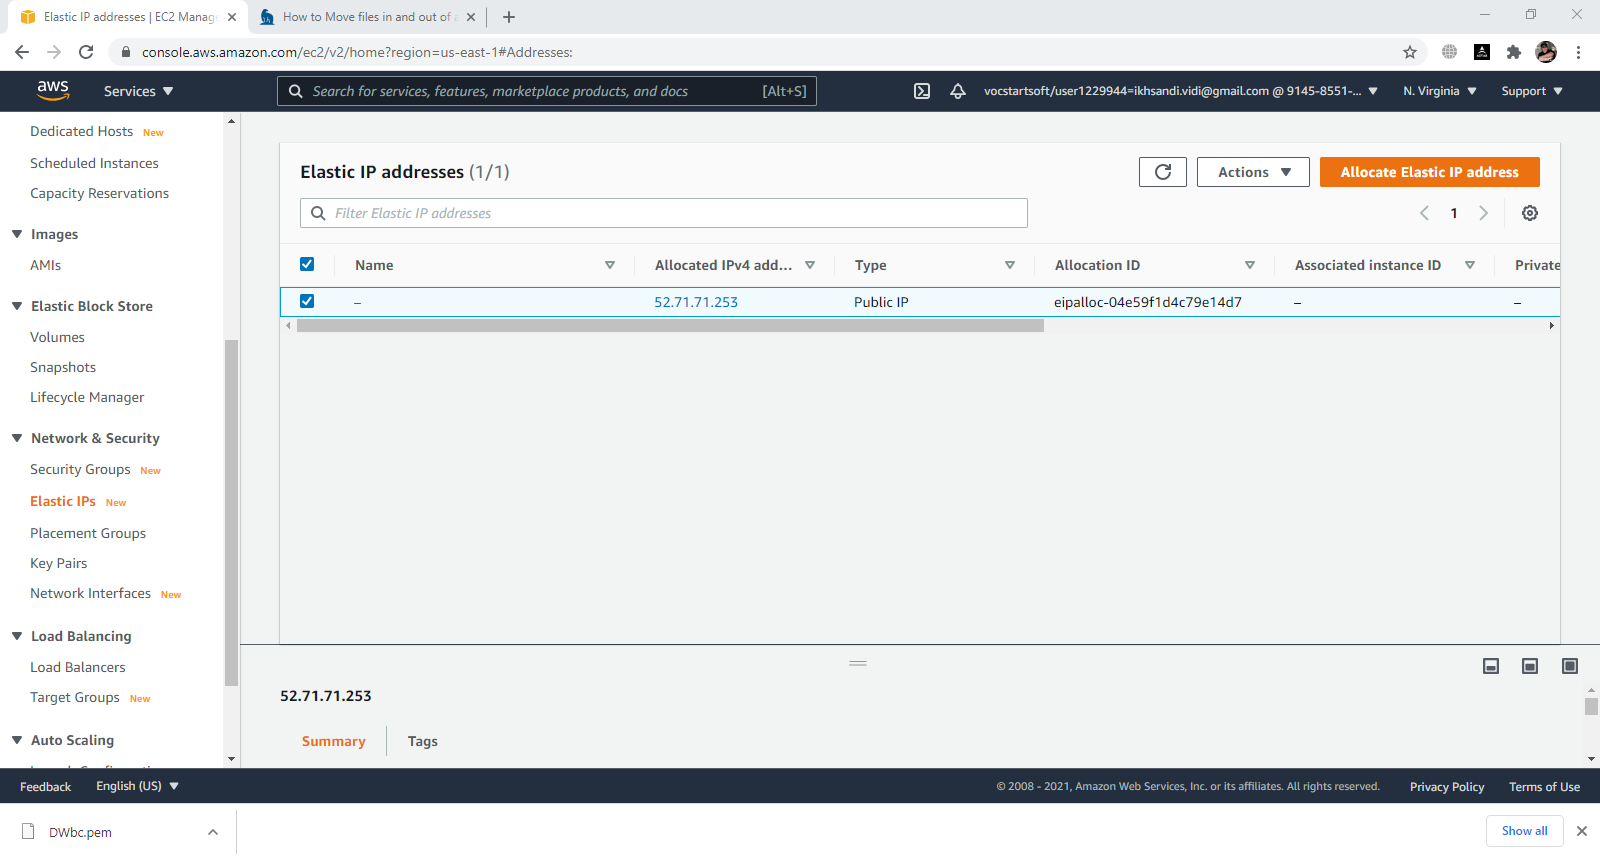 Elastic IP addresses | EC2 Manag
How to Move files in and out of a
console.aws.amazon.com/ec2/v2/home?region=us-east-1#Addresses:
aws
Services
Search for services, features, marketplace products, and docs
[Alt+S]
vocstartsoft/user1229944=ikhsandi.vidi@gmail.com @ 9145-8551-...
N. Virginia
Support
Dedicated Hosts New
Scheduled Instances
Capacity Reservations
Images
AMIs
Elastic Block Store
Volumes
Snapshots
Lifecycle Manager
Network & Security
Security Groups New
Elastic IPs New
Placement Groups
Key Pairs
Network Interfaces New
Load Balancing
Load Balancers
Target Groups New
Auto Scaling
Elastic IP addresses (1/1)
Actions
Allocate Elastic IP address
Filter Elastic IP addresses
1
Name
Allocated IPv4 add...
Type
Allocation ID
Associated instance ID
Private
–
52.71.71.253
Public IP
eipalloc-04e59f1d4c79e14d7
–
–
52.71.71.253
Summary
Tags
Feedback
English (US)
© 2008 - 2021, Amazon Web Services, Inc. or its affiliates. All rights reserved.
Privacy Policy
Terms of Use
DWbc.pem
Show all